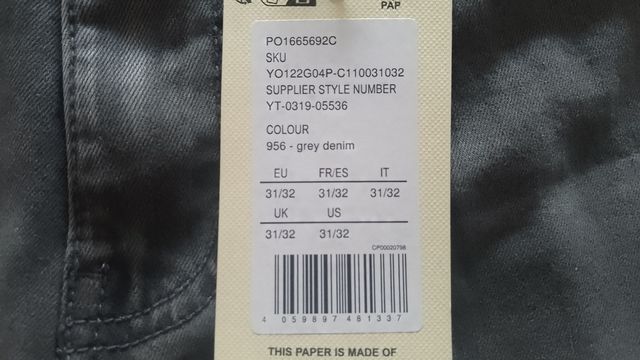 PAP
PO1665692C
SKU
YO122G04P-C110031032
SUPPLIER STYLE NUMBER
YT-0319-05536
COLOUR
956 - grey denim
EU FR/ES IT
31/32 31/32 31/32
UK US
31/32 31/32
CP00020798
4 059897 481337
THIS PAPER IS MADE OF